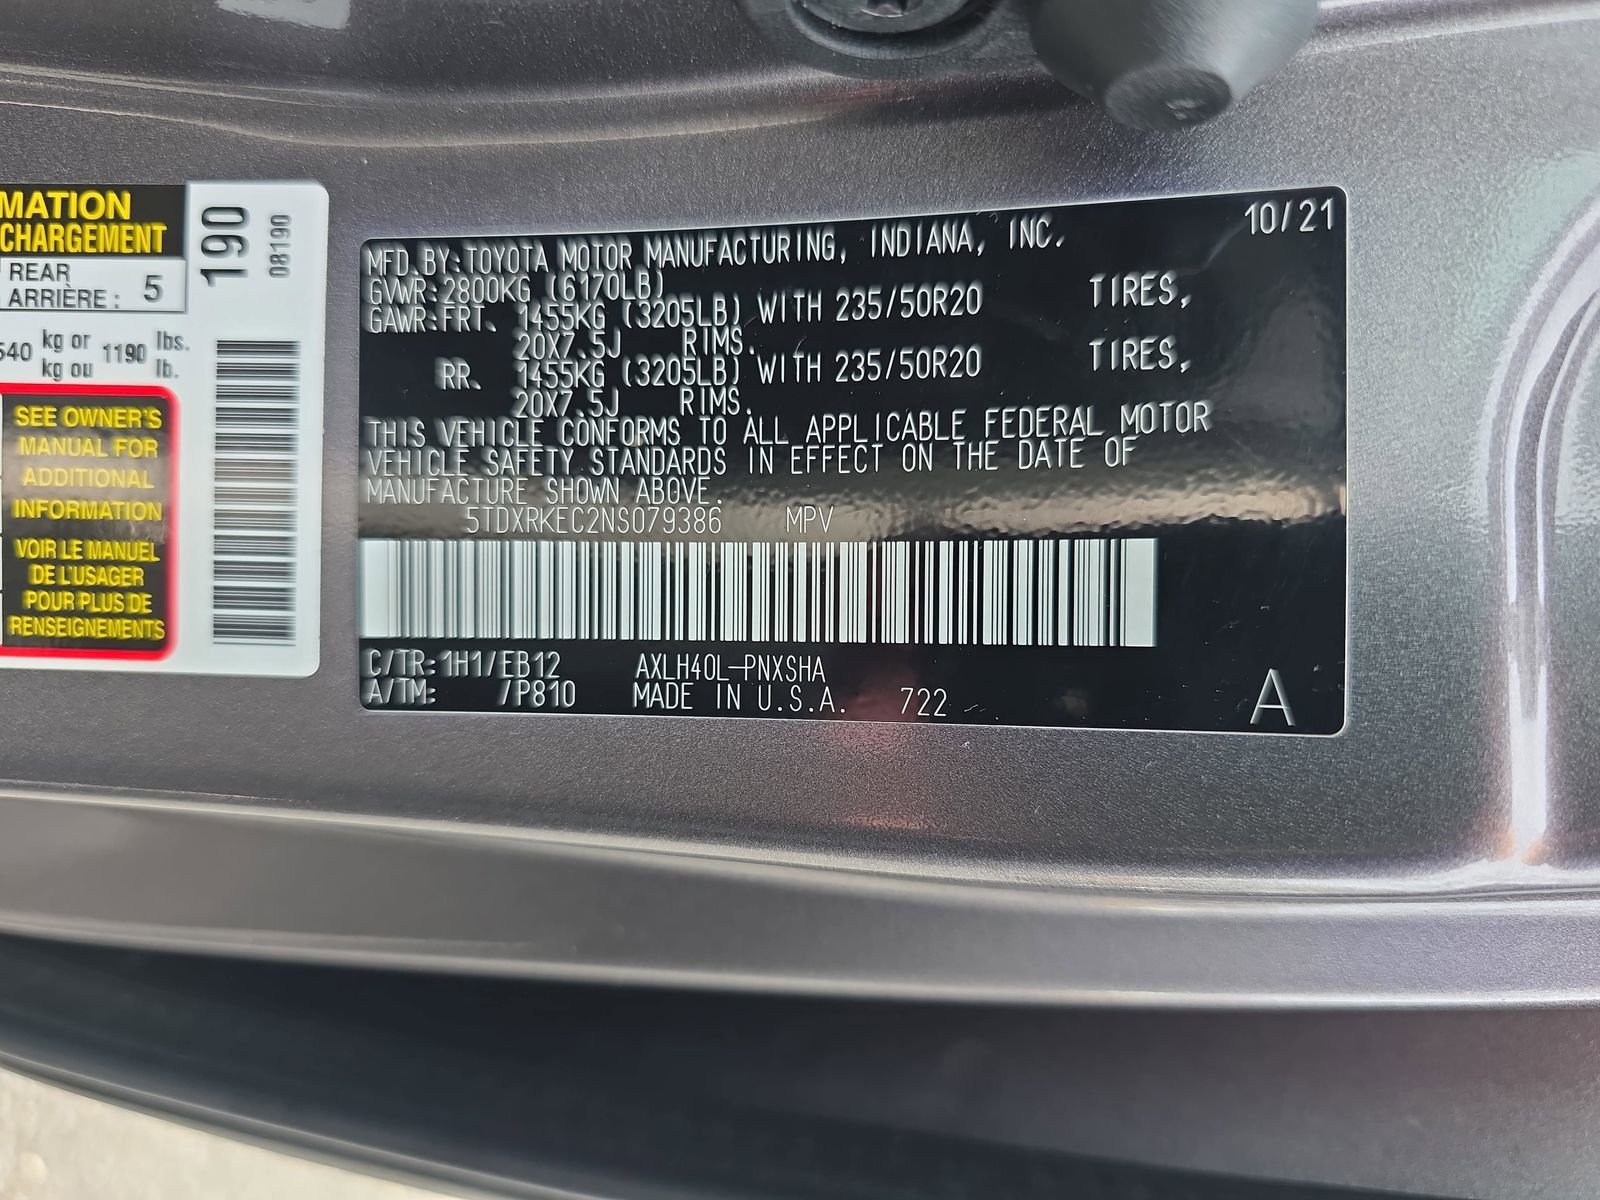 MATION
CHARGEMENT
REAR
ARRIÈRE : 5
540 kg or 1190 lbs.
kg ou lb.
SEE OWNER'S
MANUAL FOR
ADDITIONAL
INFORMATION
VOIR LE MANUEL
DE L'USAGER
POUR PLUS DE
RENSEIGNEMENTS
190
08190
10/21
MFD.BY:TOYOTA MOTOR MANUFACTURING, INDIANA, INC.
GVWR:2800KG (6170LB)
GAWR:FRT. 1455KG (3205LB) WITH 235/50R20 TIRES,
20X7.5J RIMS.
RR. 1455KG (3205LB) WITH 235/50R20 TIRES,
20X7.5J RIMS.
THIS VEHICLE CONFORMS TO ALL APPLICABLE FEDERAL MOTOR
VEHICLE SAFETY STANDARDS IN EFFECT ON THE DATE OF
MANUFACTURE SHOWN ABOVE.
5TDXRKEC2NS079386 MPV
C/TR:1H1/EB12 AXLH40L-PNXSHA
A/TM: /P810 MADE IN U.S.A. 722
A